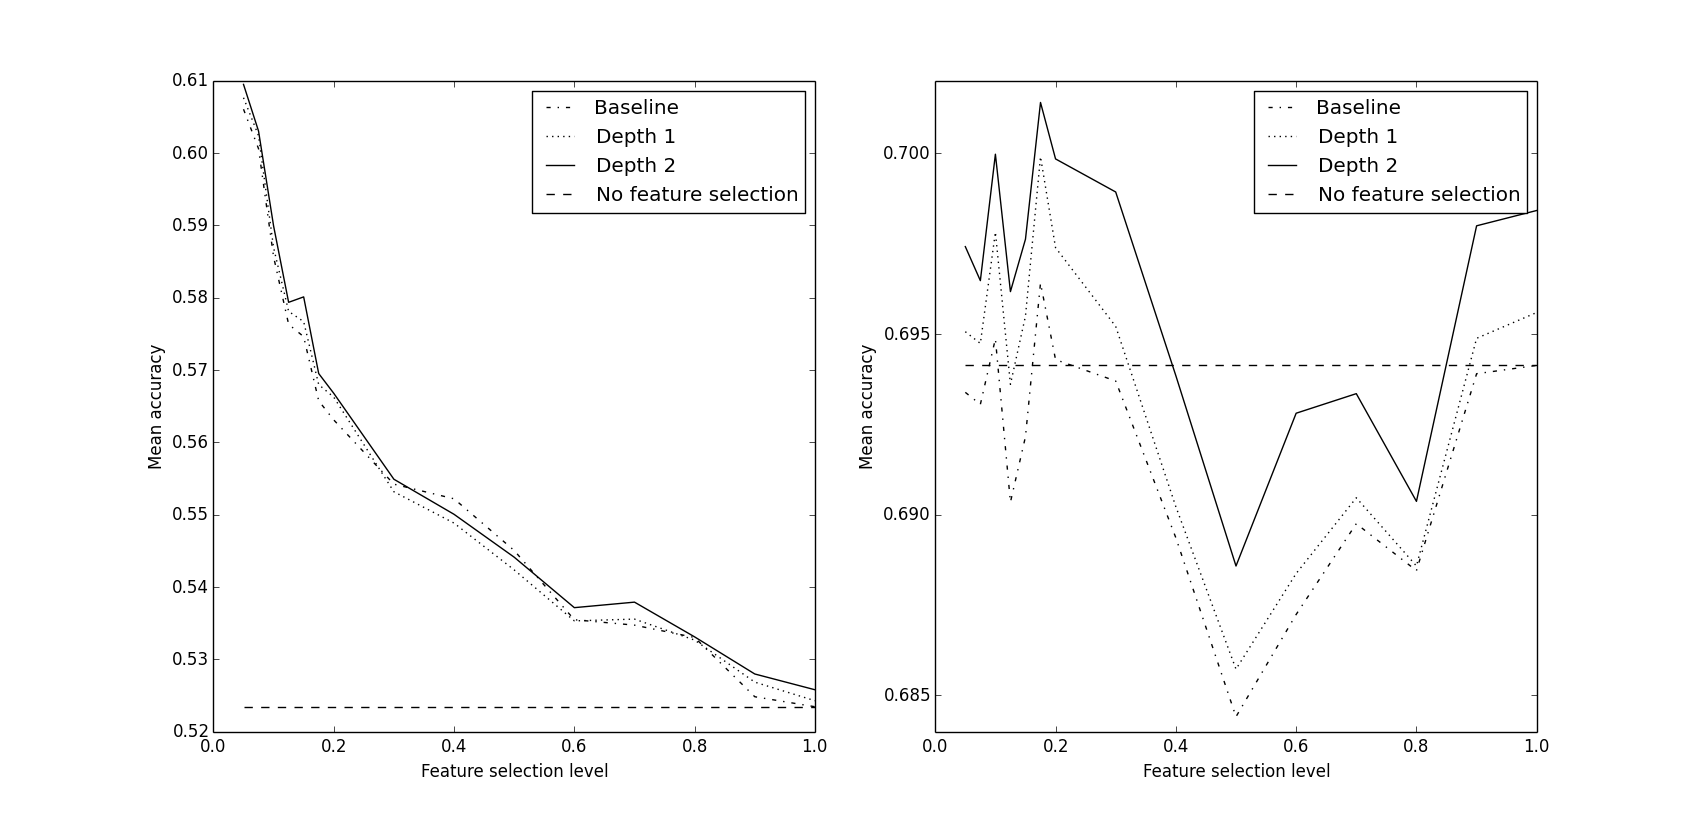 0.61
0.60
0.59
0.58
0.57
0.56
0.55
0.54
0.53
0.52
0.0 0.2 0.4 0.6 0.8 1.0
Mean accuracy
Feature selection level
Baseline
Depth 1
Depth 2
No feature selection
0.700
0.695
0.690
0.685
0.0 0.2 0.4 0.6 0.8 1.0
Mean accuracy
Feature selection level
Baseline
Depth 1
Depth 2
No feature selection